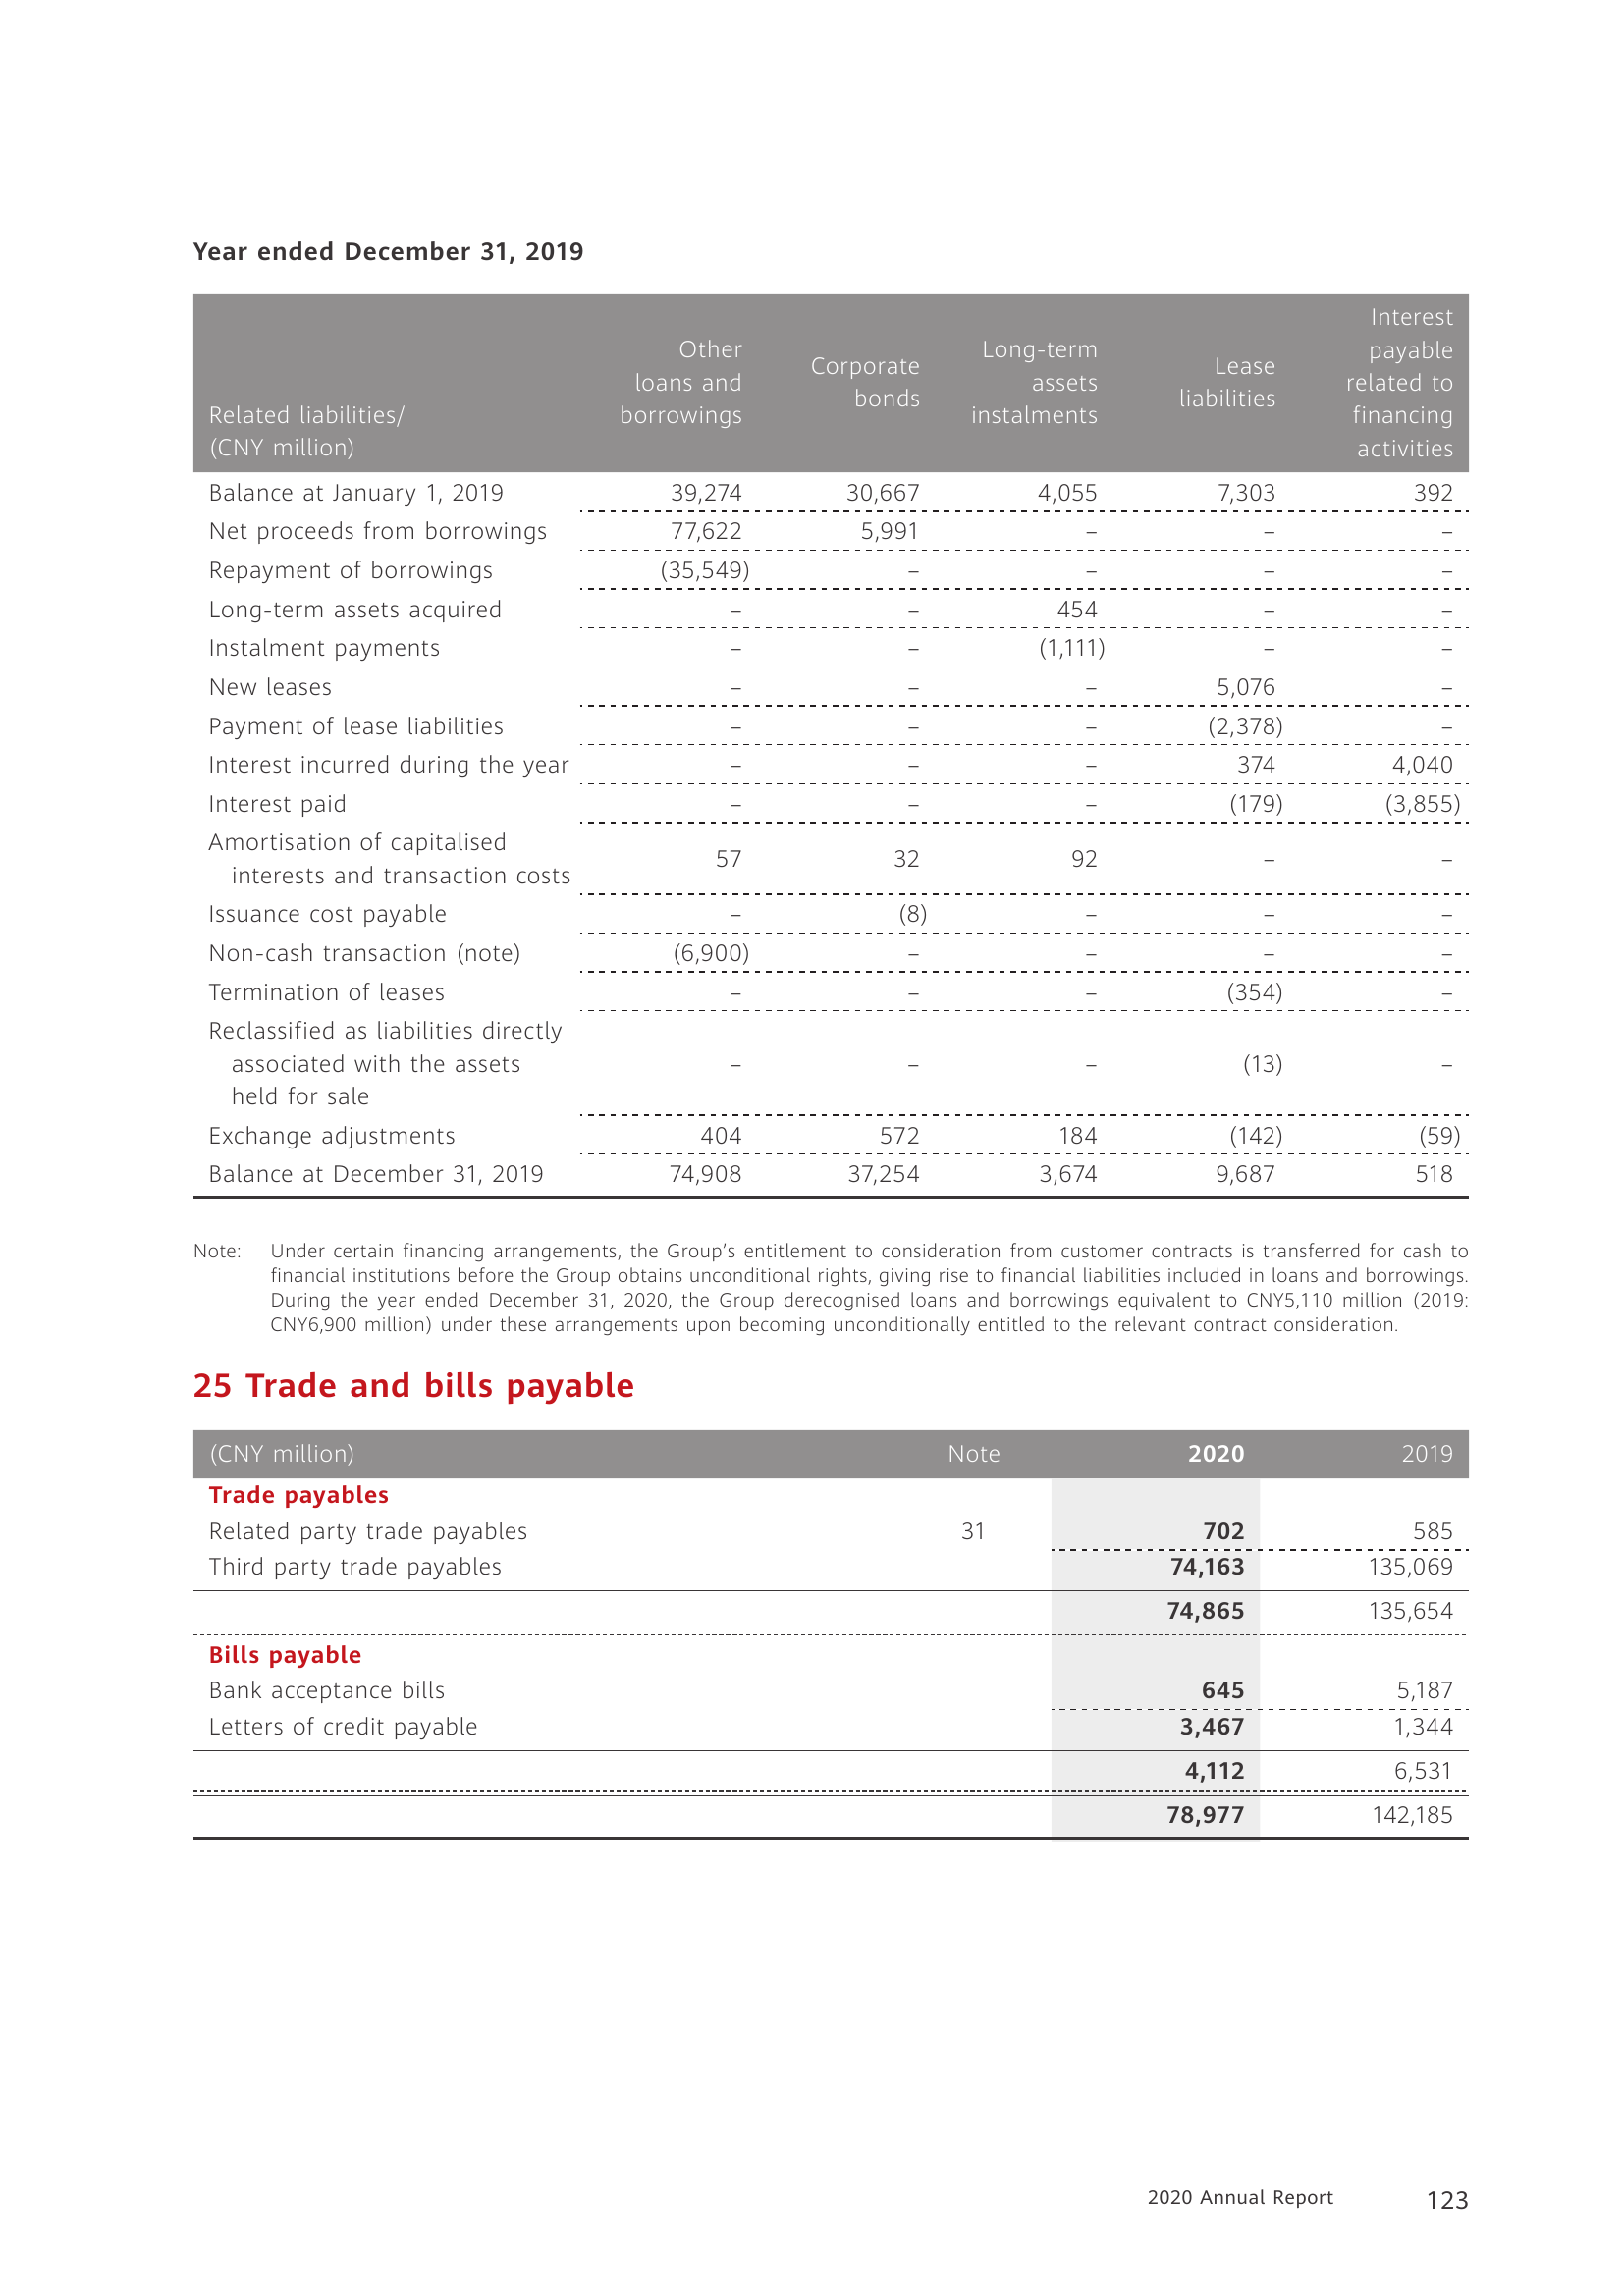 Year ended December 31, 2019
Related liabilities/
(CNY million)
Other
loans and
borrowings
Corporate
bonds
Long-term
assets
instalments
Lease
liabilities
Interest
payable
related to
financing
activities
Balance at January 1, 2019 39,274 30,667 4,055 7,303 392
Net proceeds from borrowings 77,622 5,991 – – –
Repayment of borrowings (35,549) – – – –
Long-term assets acquired – – 454 – –
Instalment payments – – (1,111) – –
New leases – – – 5,076 –
Payment of lease liabilities – – – (2,378) –
Interest incurred during the year – – – 374 4,040
Interest paid – – – (179) (3,855)
Amortisation of capitalised
interests and transaction costs 57 32 92 – –
Issuance cost payable – (8) – – –
Non-cash transaction (note) (6,900) – – – –
Termination of leases – – – (354) –
Reclassified as liabilities directly
associated with the assets – – – (13) –
held for sale
Exchange adjustments 404 572 184 (142) (59)
Balance at December 31, 2019 74,908 37,254 3,674 9,687 518
Note: Under certain financing arrangements, the Group’s entitlement to consideration from customer contracts is transferred for cash to
financial institutions before the Group obtains unconditional rights, giving rise to financial liabilities included in loans and borrowings.
During the year ended December 31, 2020, the Group derecognised loans and borrowings equivalent to CNY5,110 million (2019:
CNY6,900 million) under these arrangements upon becoming unconditionally entitled to the relevant contract consideration.
25 Trade and bills payable
(CNY million) Note 2020 2019
Trade payables
Related party trade payables 31 702 585
Third party trade payables 74,163 135,069
74,865 135,654
Bills payable
Bank acceptance bills 645 5,187
Letters of credit payable 3,467 1,344
4,112 6,531
78,977 142,185
2020 Annual Report 123